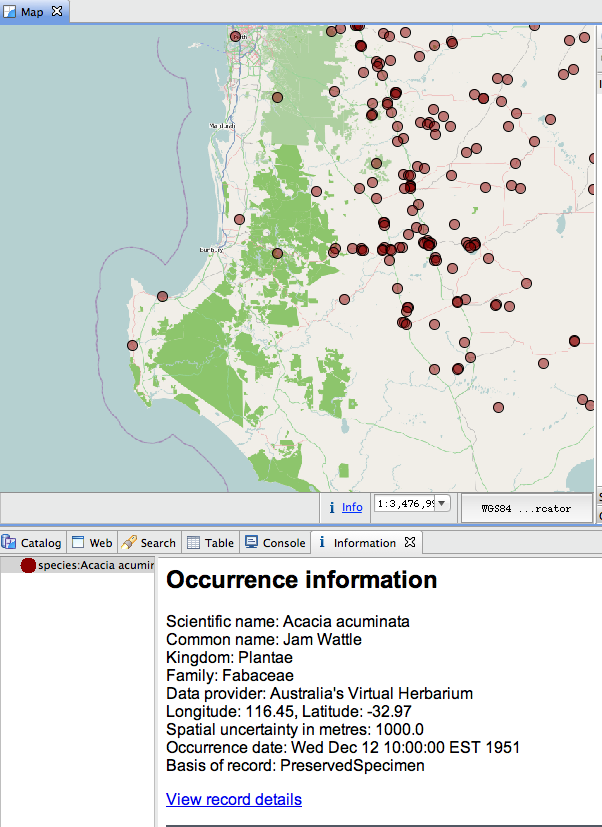 Map
Perth
Mandurah
Bunbury
Info
1:3,476,99
WGS84 ...rcator
Catalog
Web
Search
Table
Console
Information
species:Acacia acumin
Occurrence information
Scientific name: Acacia acuminata
Common name: Jam Wattle
Kingdom: Plantae
Family: Fabaceae
Data provider: Australia's Virtual Herbarium
Longitude: 116.45, Latitude: -32.97
Spatial uncertainty in metres: 1000.0
Occurrence date: Wed Dec 12 10:00:00 EST 1951
Basis of record: PreservedSpecimen
View record details